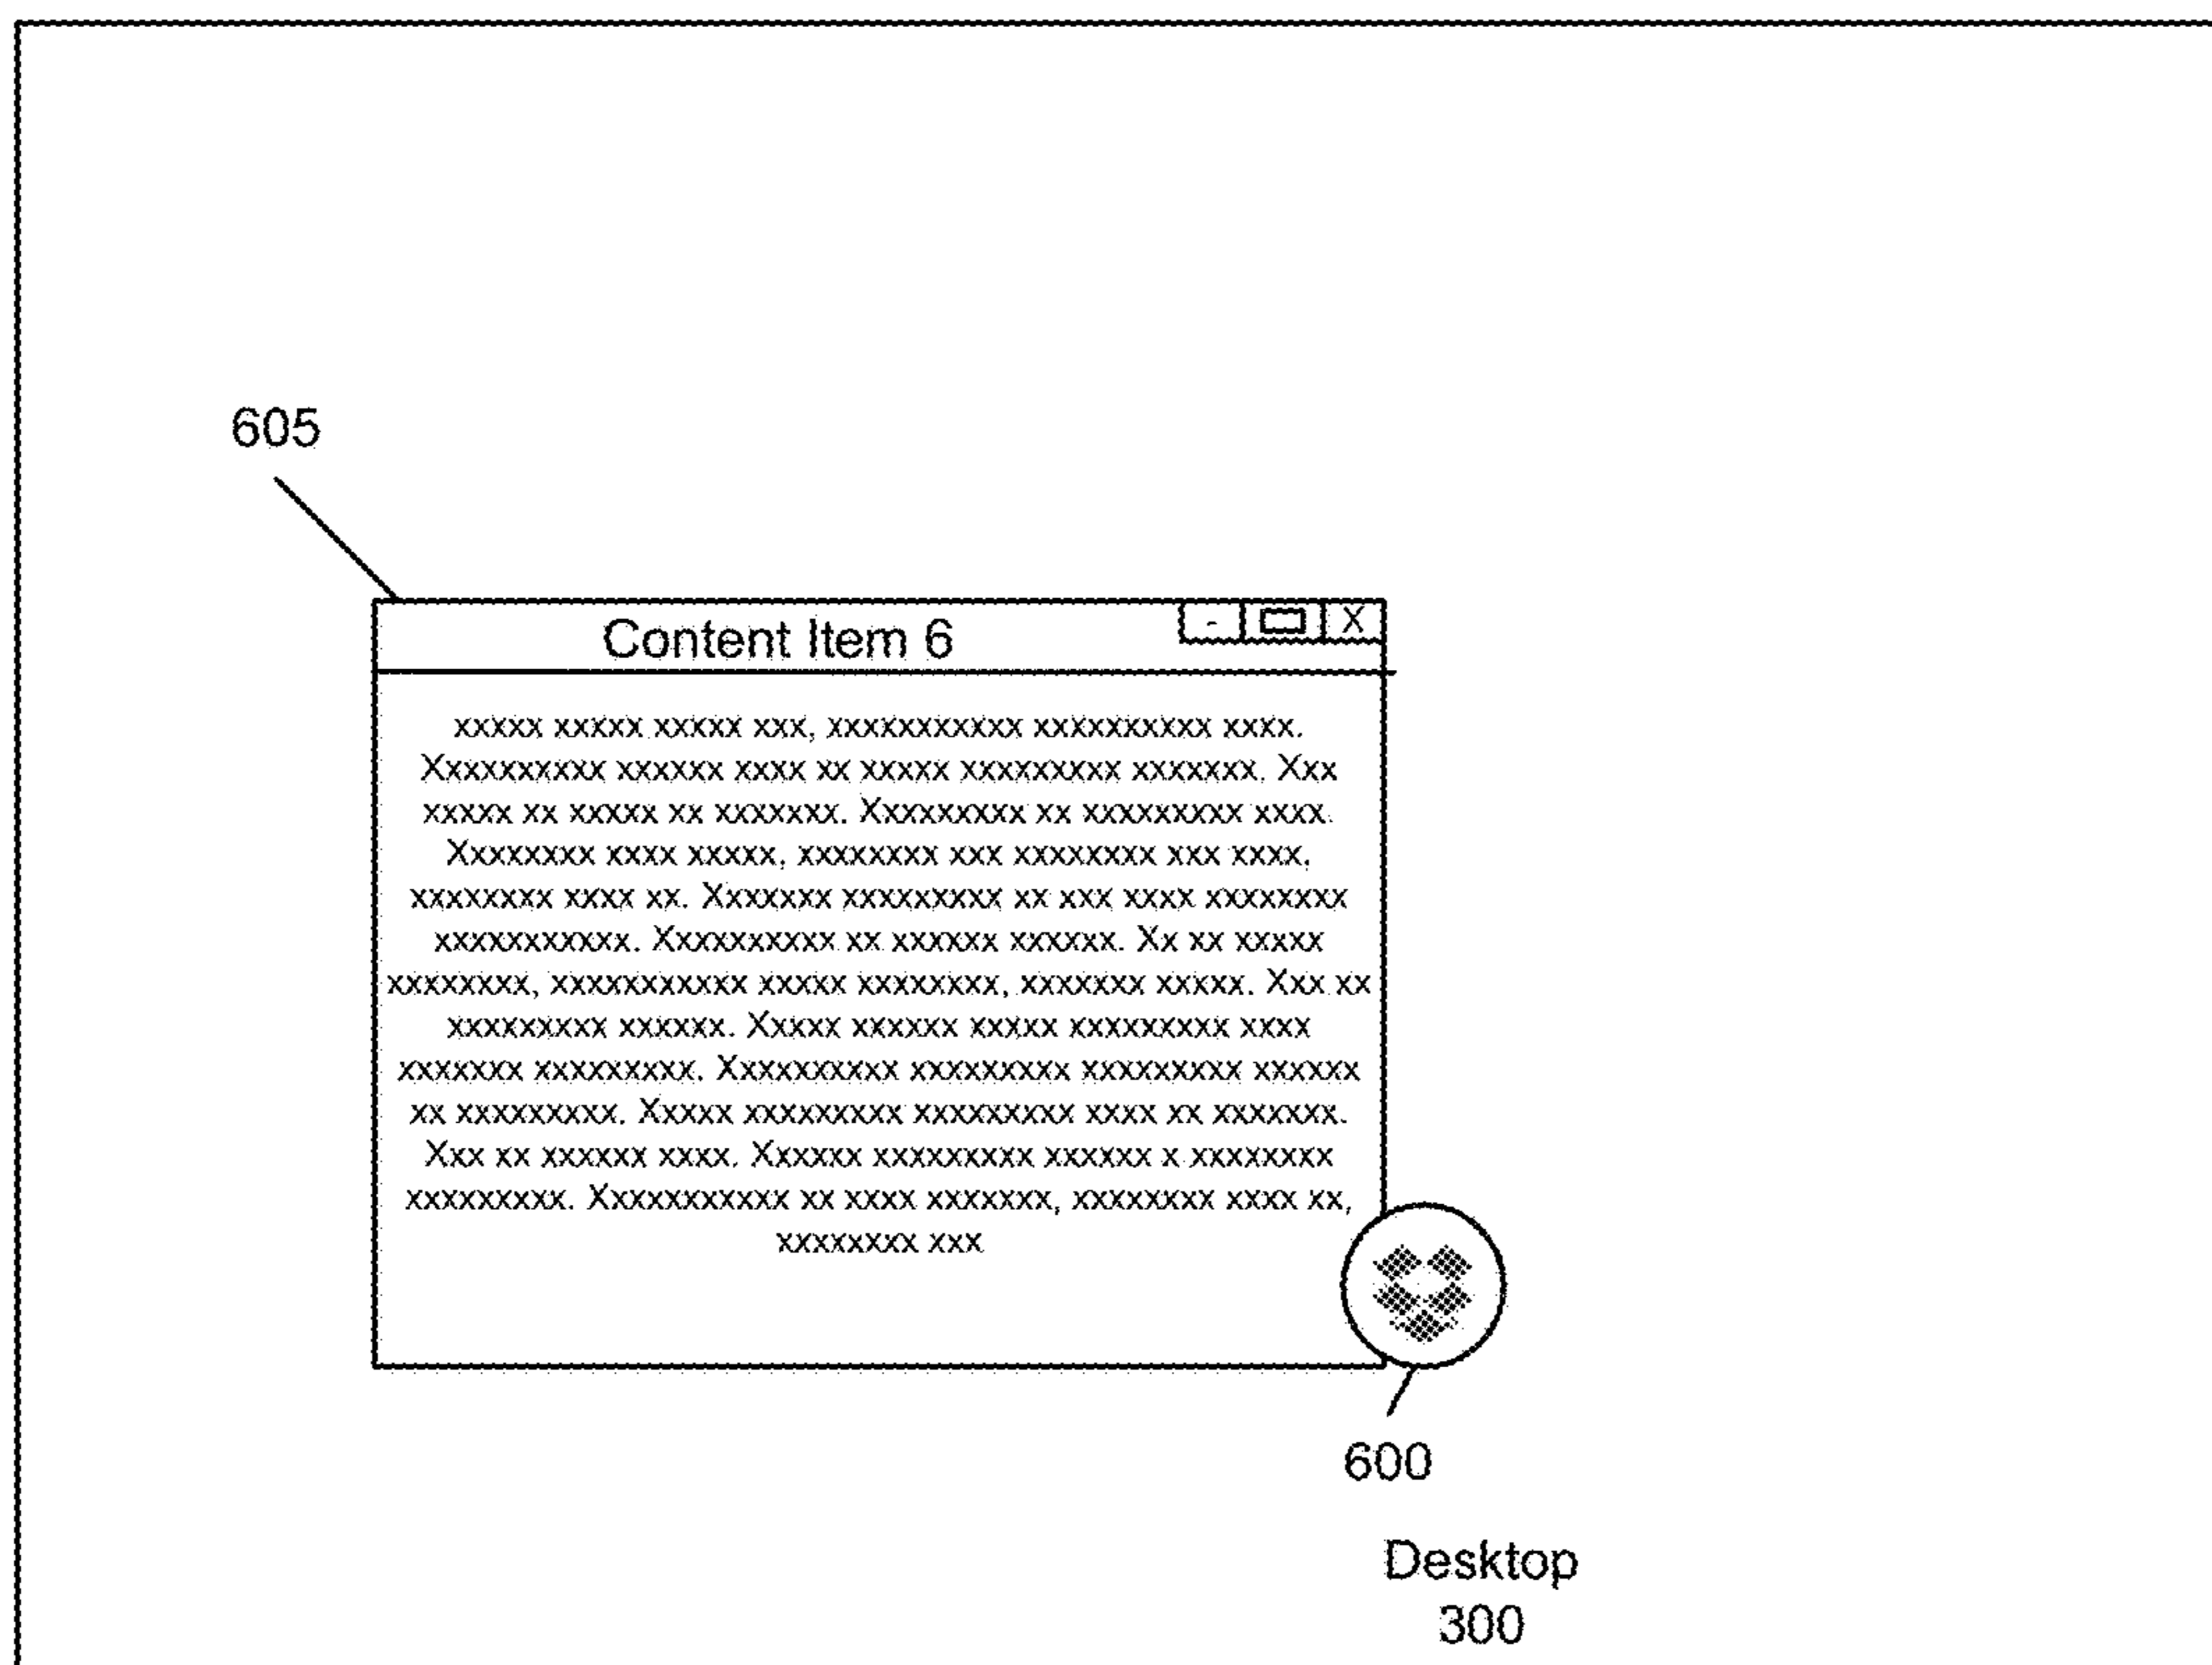 605
Content Item 6
- X
xxxxx xxxxx xxxxx xxx, xxxxxxxxxxx xxxxxxxxxx xxxx.
Xxxxxxxxxx xxxxxx xxxx xx xxxxx xxxxxxxxx xxxxxxx. Xxx
xxxxx xx xxxxx xx xxxxxxx. Xxxxxxxxx xx xxxxxxxxx xxxx.
Xxxxxxxx xxxx xxxxx, xxxxxxxx xxx xxxxxxxx xxx xxxx,
xxxxxxxx xxxx xx. Xxxxxxx xxxxxxxxx xx xxx xxxx xxxxxxxx
xxxxxxxxxxx. Xxxxxxxxxx xx xxxxxx xxxxxx. Xx xx xxxxx
xxxxxxxx, xxxxxxxxxxx xxxxx xxxxxxxx, xxxxxxx xxxxx. Xxx xx
xxxxxxxxx xxxxxx. Xxxxx xxxxxx xxxxx xxxxxxxxx xxxx
xxxxxxx xxxxxxxxx. Xxxxxxxxxx xxxxxxxxx xxxxxxxxx xxxxxx
xx xxxxxxxxx. Xxxxx xxxxxxxxx xxxxxxxxx xxxx xx xxxxxxx.
Xxx xx xxxxxx xxxx. Xxxxxx xxxxxxxxx xxxxxx x xxxxxxxx
xxxxxxxxx. Xxxxxxxxxxx xx xxxx xxxxxxx, xxxxxxxx xxxx xx,
xxxxxxxx xxx
600
Desktop
300